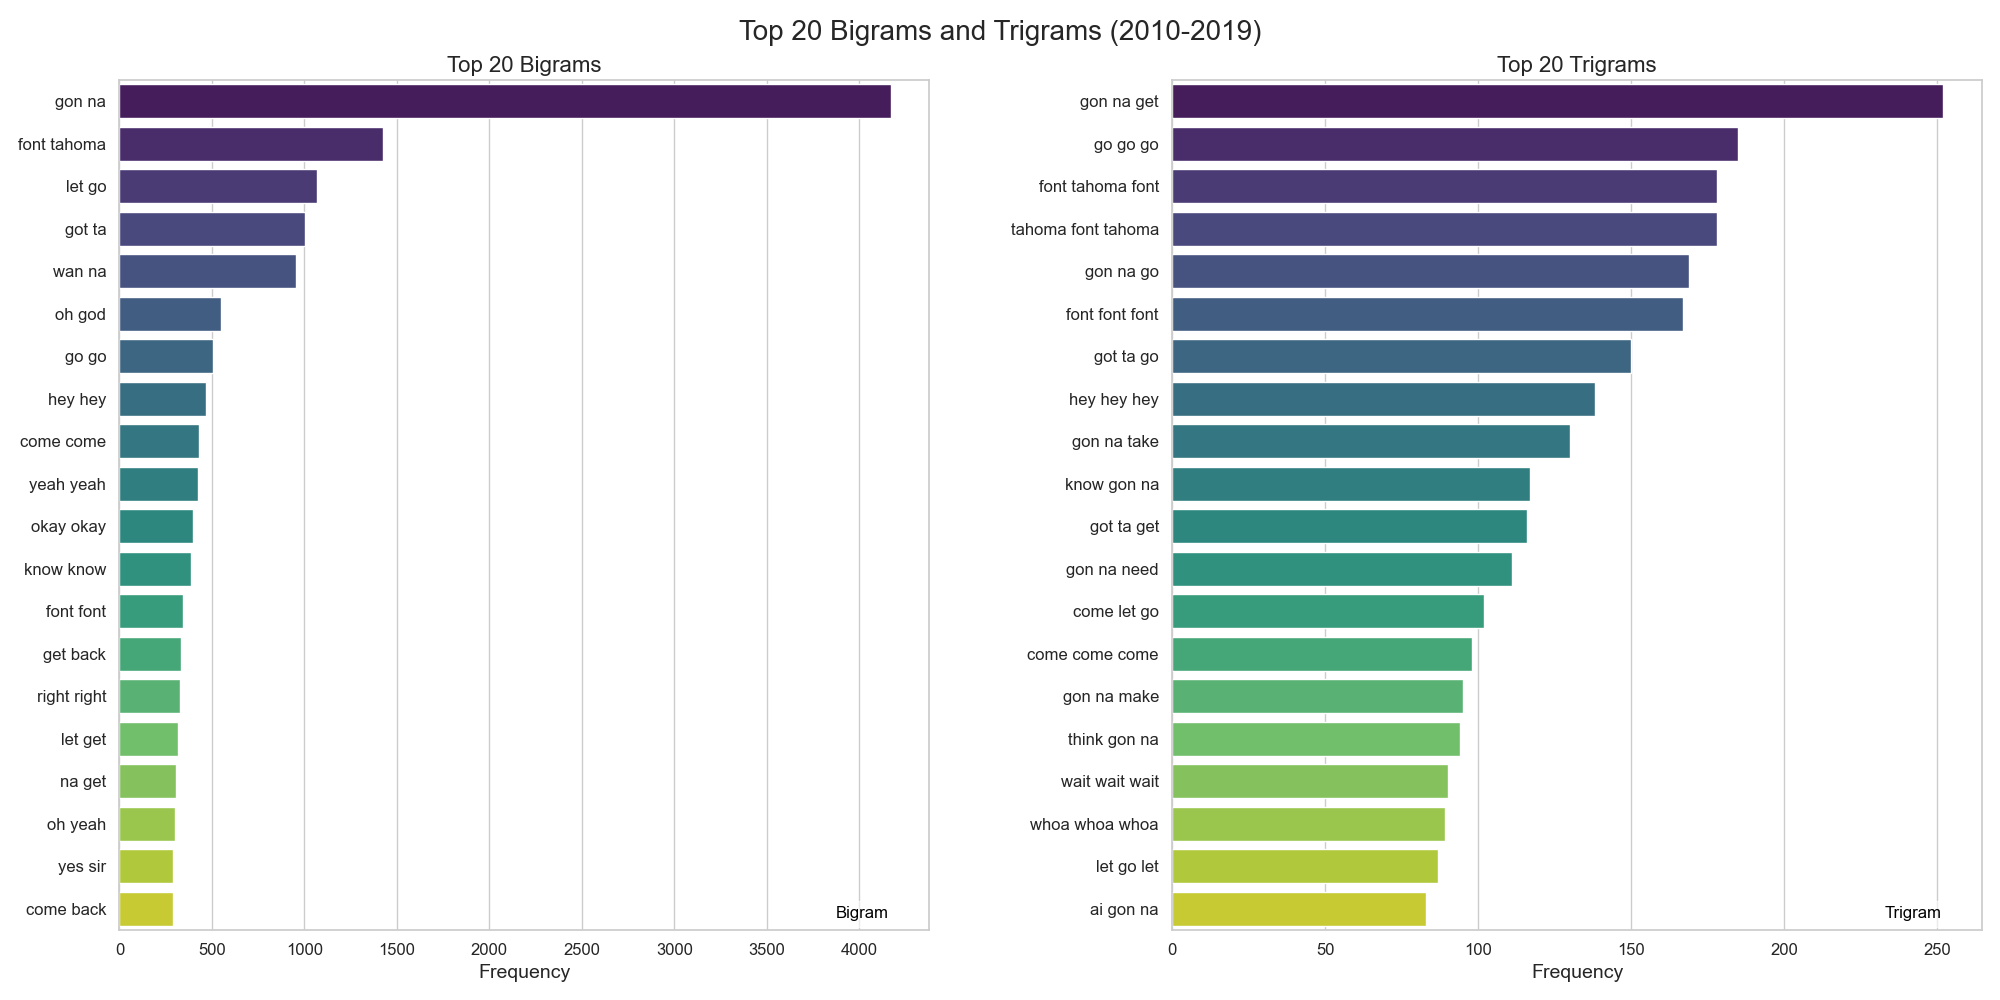 Top 20 Bigrams and Trigrams (2010-2019)
Top 20 Bigrams
gon na
font tahoma
let go
got ta
wan na
oh god
go go
hey hey
come come
yeah yeah
okay okay
know know
font font
get back
right right
let get
na get
oh yeah
yes sir
come back
Bigram
0 500 1000 1500 2000 2500 3000 3500 4000
Frequency
Top 20 Trigrams
gon na get
go go go
font tahoma font
tahoma font tahoma
gon na go
font font font
got ta go
hey hey hey
gon na take
know gon na
got ta get
gon na need
come let go
come come come
gon na make
think gon na
wait wait wait
whoa whoa whoa
let go let
ai gon na
Trigram
0 50 100 150 200 250
Frequency